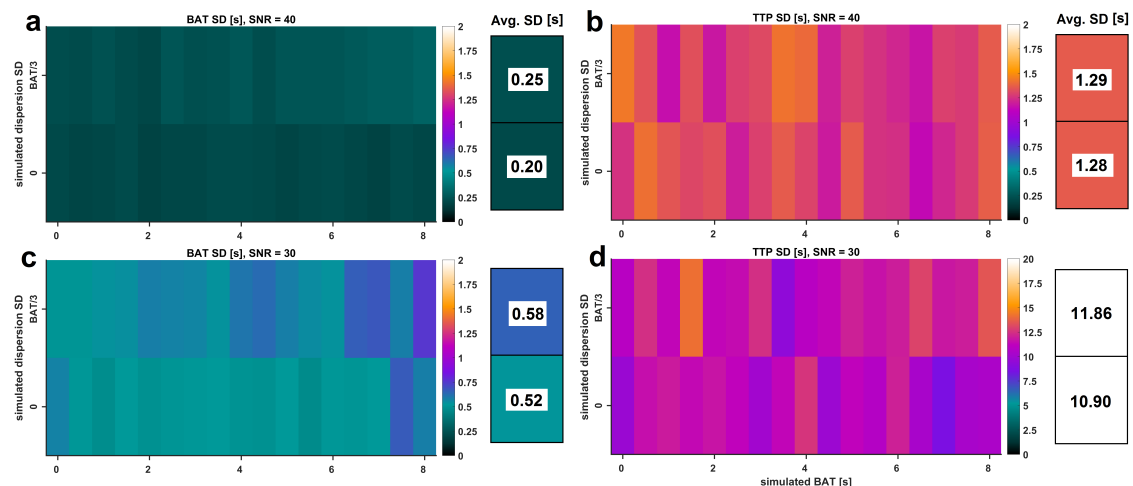 a
BAT SD [s], SNR = 40
Avg. SD [s]
simulated dispersion SD
BAT/3
0
0 2 4 6 8
2
1.75
1.5
1.25
1
0.75
0.5
0.25
0
0.25
0.20
b
TTP SD [s], SNR = 40
Avg. SD [s]
simulated dispersion SD
BAT/3
0
0 2 4 6 8
2
1.75
1.5
1.25
1
0.75
0.5
0.25
0
1.29
1.28
c
BAT SD [s], SNR = 30
simulated dispersion SD
BAT/3
0
0 2 4 6 8
2
1.75
1.5
1.25
1
0.75
0.5
0.25
0
0.58
0.52
d
TTP SD [s], SNR = 30
simulated dispersion SD
BAT/3
0
0 2 4 6 8
simulated BAT [s]
20
17.5
15
12.5
10
7.5
5
2.5
0
11.86
10.90